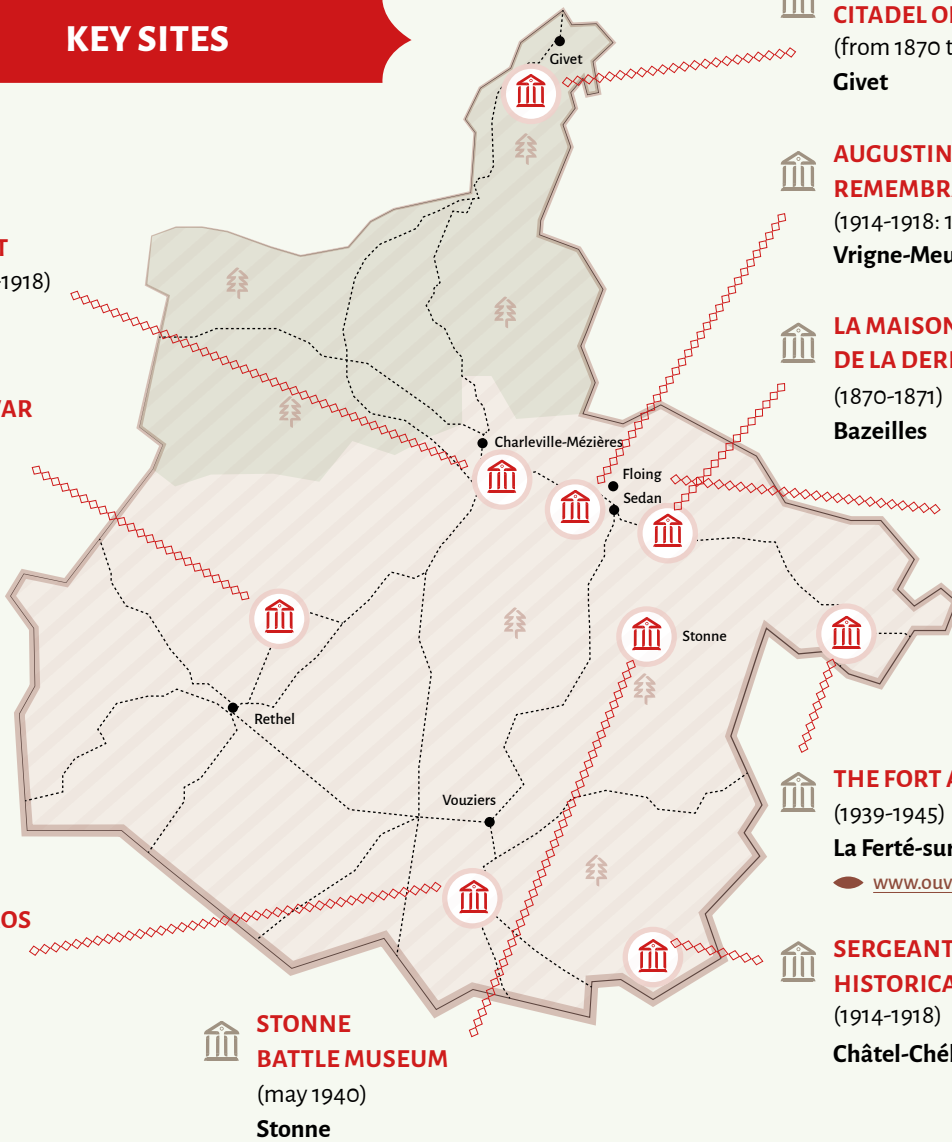 KEY SITES
CITADEL O
(from 1870 t
Givet
Givet
AUGUSTIN
REMEMBR
(1914-1918: 1
Vrigne-Meu
T
-1918)
LA MAISON
DE LA DER
(1870-1871)
Bazeilles
AR
Charleville-Mézières
Floing
Sedan
Stonne
Rethel
Vouziers
THE FORT A
(1939-1945)
La Ferté-sur
www.ouv
OS
SERGEANT
HISTORICA
(1914-1918)
Châtel-Ché
STONNE
BATTLE MUSEUM
(may 1940)
Stonne